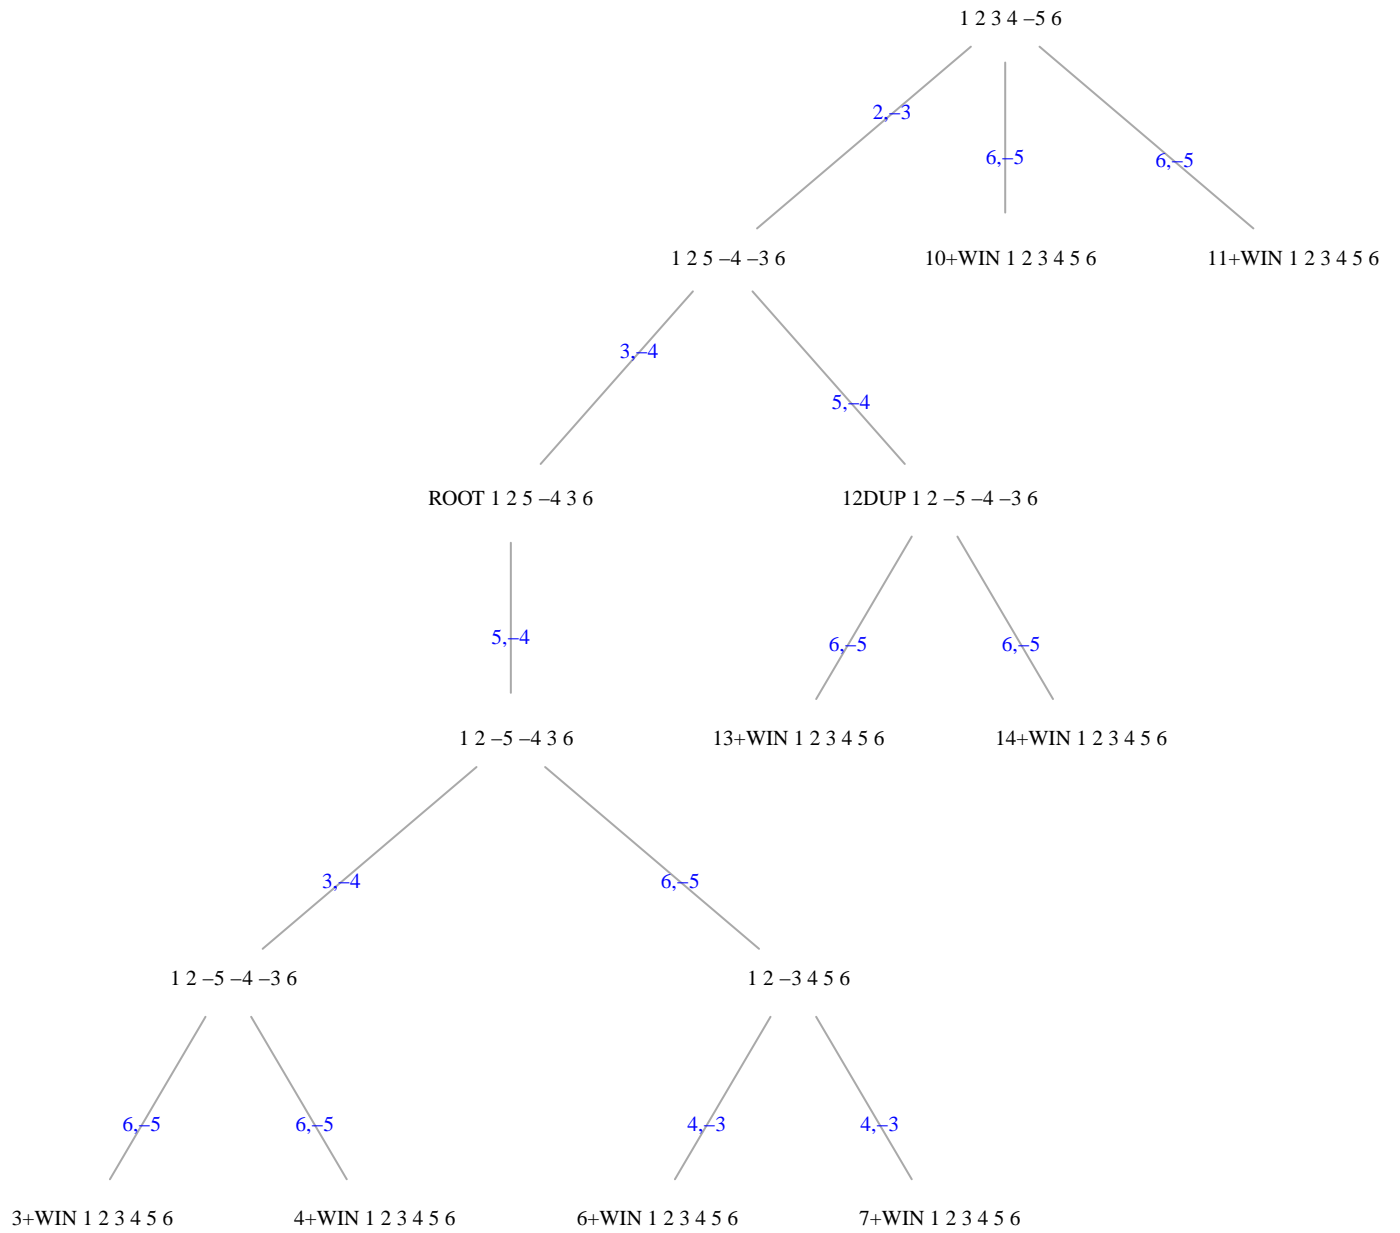 1 2 3 4 –5 6
2,–3
6,–5
6,–5
1 2 5 –4 –3 6
10+WIN 1 2 3 4 5 6
11+WIN 1 2 3 4 5 6
3,–4
5,–4
ROOT 1 2 5 –4 3 6
12DUP 1 2 –5 –4 –3 6
5,–4
6,–5
6,–5
1 2 –5 –4 3 6
13+WIN 1 2 3 4 5 6
14+WIN 1 2 3 4 5 6
3,–4
6,–5
1 2 –5 –4 –3 6
1 2 –3 4 5 6
6,–5
6,–5
4,–3
4,–3
3+WIN 1 2 3 4 5 6
4+WIN 1 2 3 4 5 6
6+WIN 1 2 3 4 5 6
7+WIN 1 2 3 4 5 6